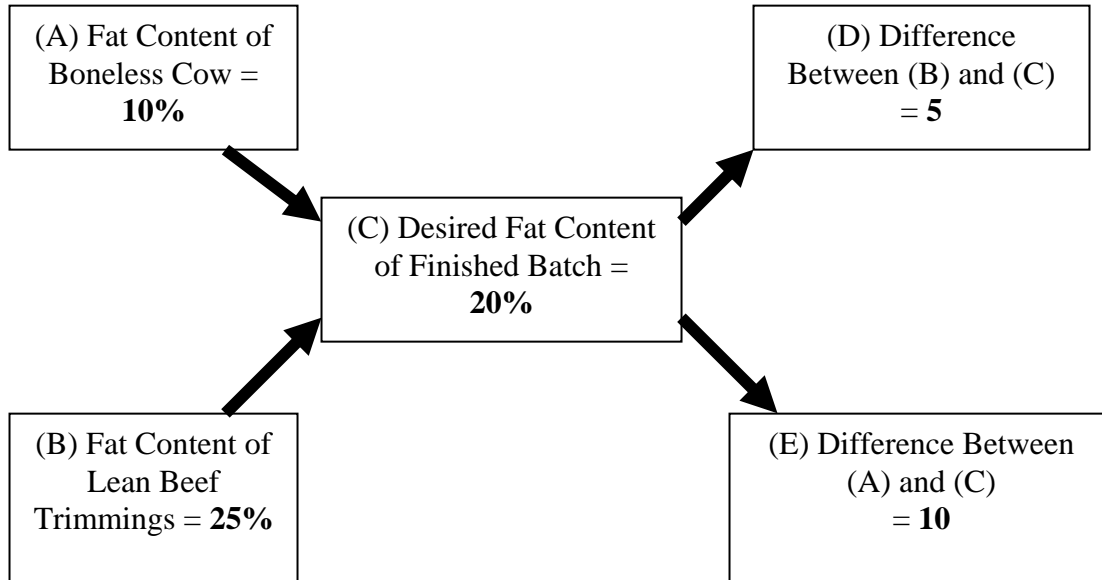 (A) Fat Content of
Boneless Cow =
10%
(D) Difference
Between (B) and (C)
= 5
(C) Desired Fat Content
of Finished Batch =
20%
(B) Fat Content of
Lean Beef
Trimmings = 25%
(E) Difference Between
(A) and (C)
= 10